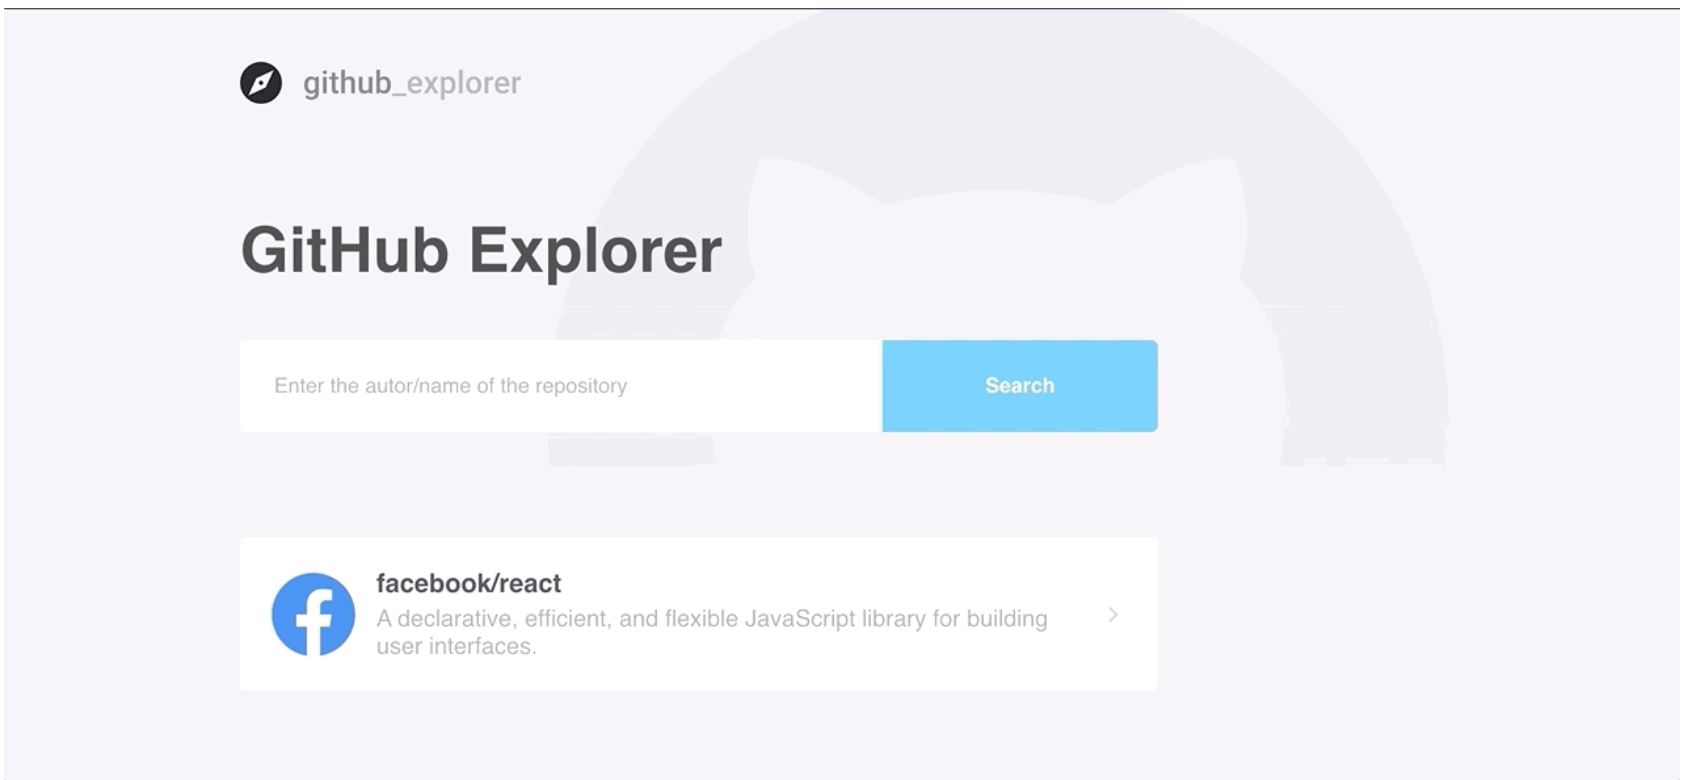 github_explorer
GitHub Explorer
Enter the autor/name of the repository
Search
facebook/react
A declarative, efficient, and flexible JavaScript library for building
user interfaces.